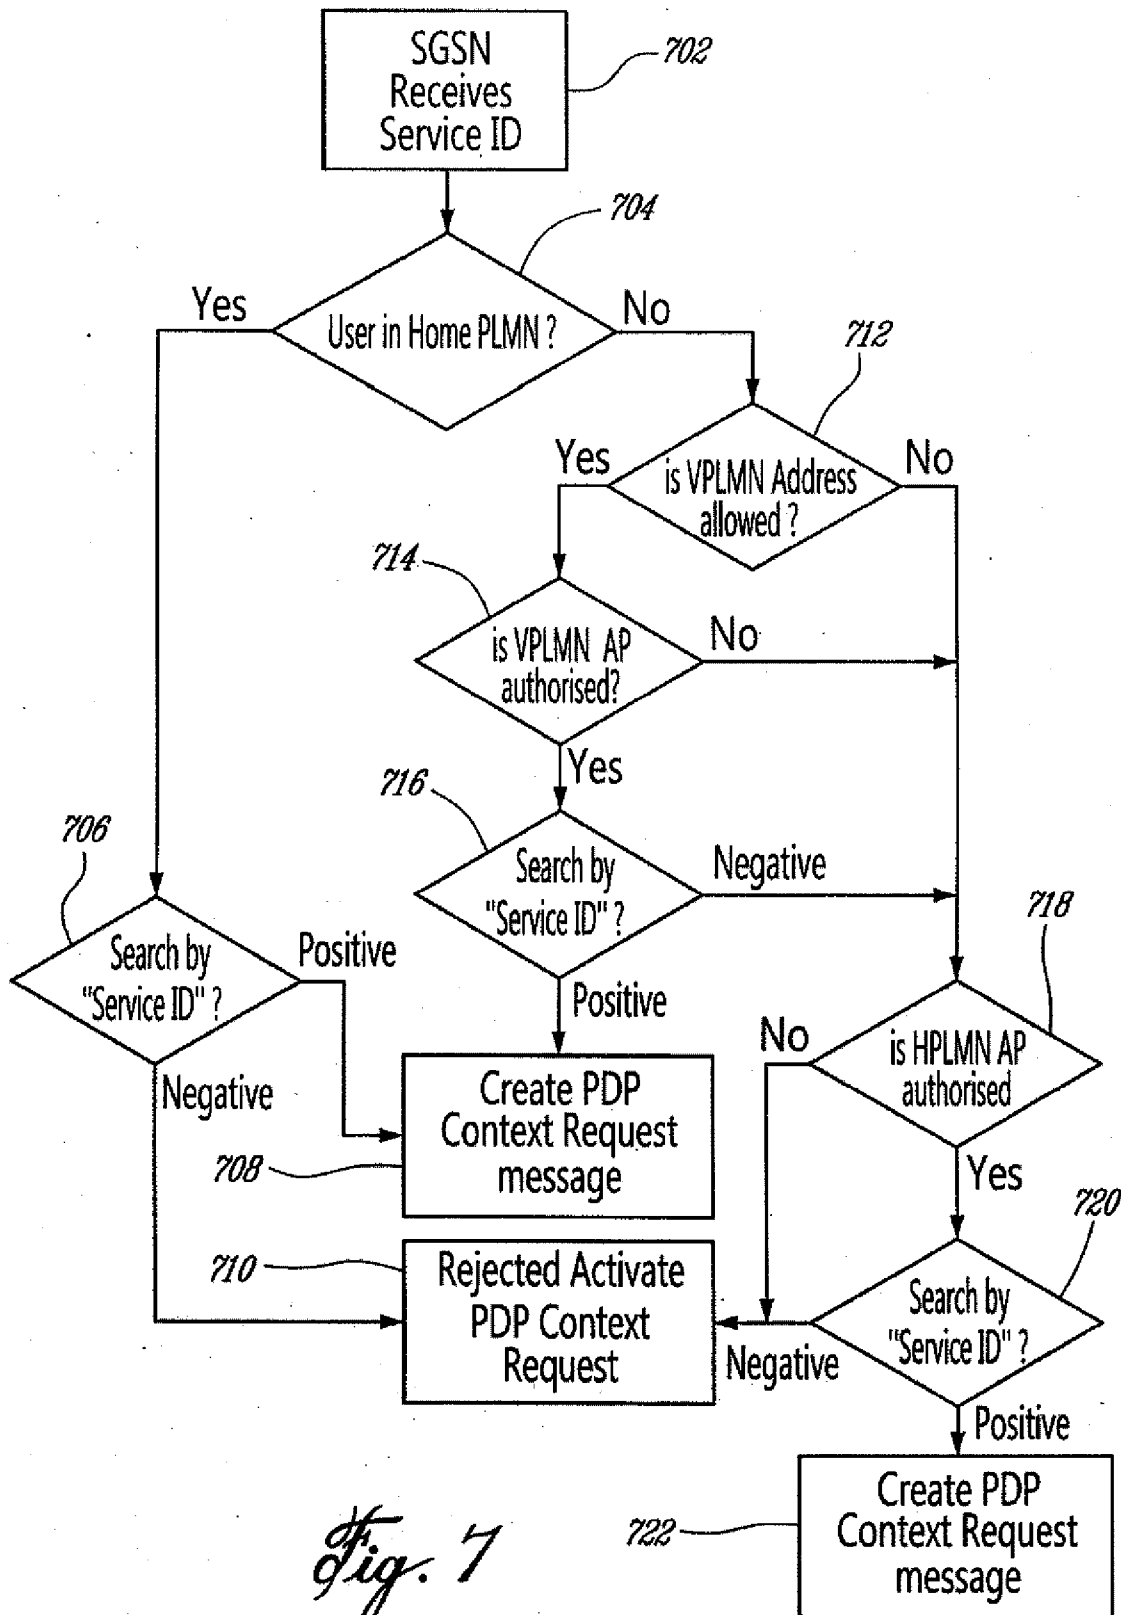 SGSN
Receives
Service ID
702
704
Yes
User in Home PLMN ?
No
712
Yes
is VPLMN Address
allowed ?
No
714
is VPLMN AP
authorised?
No
Yes
716
706
Search by
"Service ID" ?
Negative
718
Search by
"Service ID" ?
Positive
Positive
Negative
No
is HPLMN AP
authorised
Create PDP
Context Request
message
708
Yes
720
710
Rejected Activate
PDP Context
Request
Search by
"Service ID" ?
Negative
Positive
Create PDP
Context Request
message
722
Fig. 7